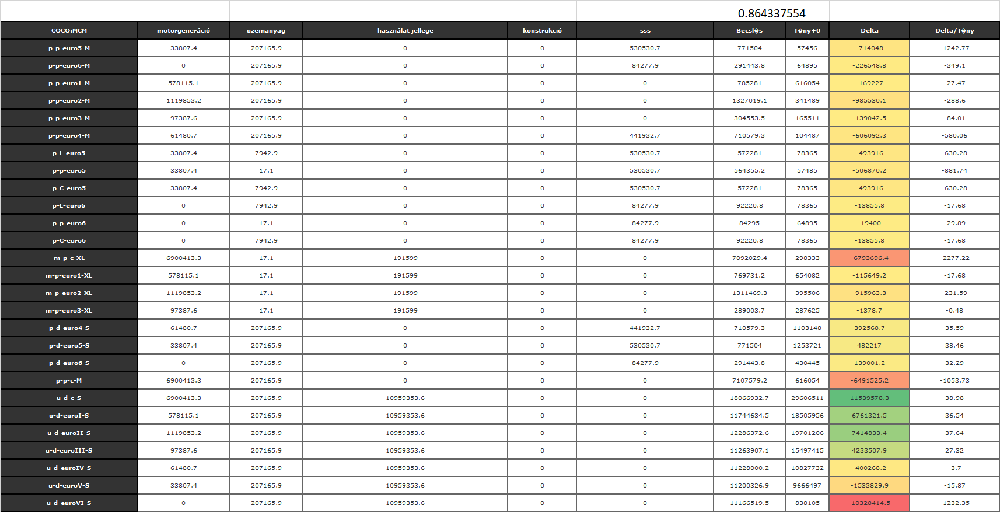 0.864337554
COCO:MCM motorgeneráció üzemanyag használat jellege konstrukció sss Becsl�s T�ny+0 Delta Delta/T�ny
p-p-euro5-M 33807.4 207165.9 0 0 530530.7 771504 57456 -714048 -1242.77
p-p-euro6-M 0 207165.9 0 0 84277.9 291443.8 64895 -226548.8 -349.1
p-p-euro1-M 578115.1 207165.9 0 0 0 785281 616054 -169227 -27.47
p-p-euro2-M 1119853.2 207165.9 0 0 0 1327019.1 341489 -985530.1 -288.6
p-p-euro3-M 97387.6 207165.9 0 0 0 304553.5 165511 -139042.5 -84.01
p-p-euro4-M 61480.7 207165.9 0 0 441932.7 710579.3 104487 -606092.3 -580.06
p-L-euro5 33807.4 7942.9 0 0 530530.7 572281 78365 -493916 -630.28
p-p-euro5 33807.4 17.1 0 0 530530.7 564355.2 57485 -506870.2 -881.74
p-C-euro5 33807.4 7942.9 0 0 530530.7 572281 78365 -493916 -630.28
p-L-euro6 0 7942.9 0 0 84277.9 92220.8 78365 -13855.8 -17.68
p-p-euro6 0 17.1 0 0 84277.9 84295 64895 -19400 -29.89
p-C-euro6 0 7942.9 0 0 84277.9 92220.8 78365 -13855.8 -17.68
m-p-c-XL 6900413.3 17.1 191599 0 0 7092029.4 298333 -6793696.4 -2277.22
m-p-euro1-XL 578115.1 17.1 191599 0 0 769731.2 654082 -115649.2 -17.68
m-p-euro2-XL 1119853.2 17.1 191599 0 0 1311469.3 395506 -915963.3 -231.59
m-p-euro3-XL 97387.6 17.1 191599 0 0 289003.7 287625 -1378.7 -0.48
p-d-euro4-S 61480.7 207165.9 0 0 441932.7 710579.3 1103148 392568.7 35.59
p-d-euro5-S 33807.4 207165.9 0 0 530530.7 771504 1253721 482217 38.46
p-d-euro6-S 0 207165.9 0 0 84277.9 291443.8 430445 139001.2 32.29
p-p-c-M 6900413.3 207165.9 0 0 0 7107579.2 616054 -6491525.2 -1053.73
u-d-c-S 6900413.3 207165.9 10959353.6 0 0 18066932.7 29606511 11539578.3 38.98
u-d-euroI-S 578115.1 207165.9 10959353.6 0 0 11744634.5 18505956 6761321.5 36.54
u-d-euroII-S 1119853.2 207165.9 10959353.6 0 0 12286372.6 19701206 7414833.4 37.64
u-d-euroIII-S 97387.6 207165.9 10959353.6 0 0 11263907.1 15497415 4233507.9 27.32
u-d-euroIV-S 61480.7 207165.9 10959353.6 0 0 11228000.2 10827732 -400268.2 -3.7
u-d-euroV-S 33807.4 207165.9 10959353.6 0 0 11200326.9 9666497 -1533829.9 -15.87
u-d-euroVI-S 0 207165.9 10959353.6 0 0 11166519.5 838105 -10328414.5 -1232.35